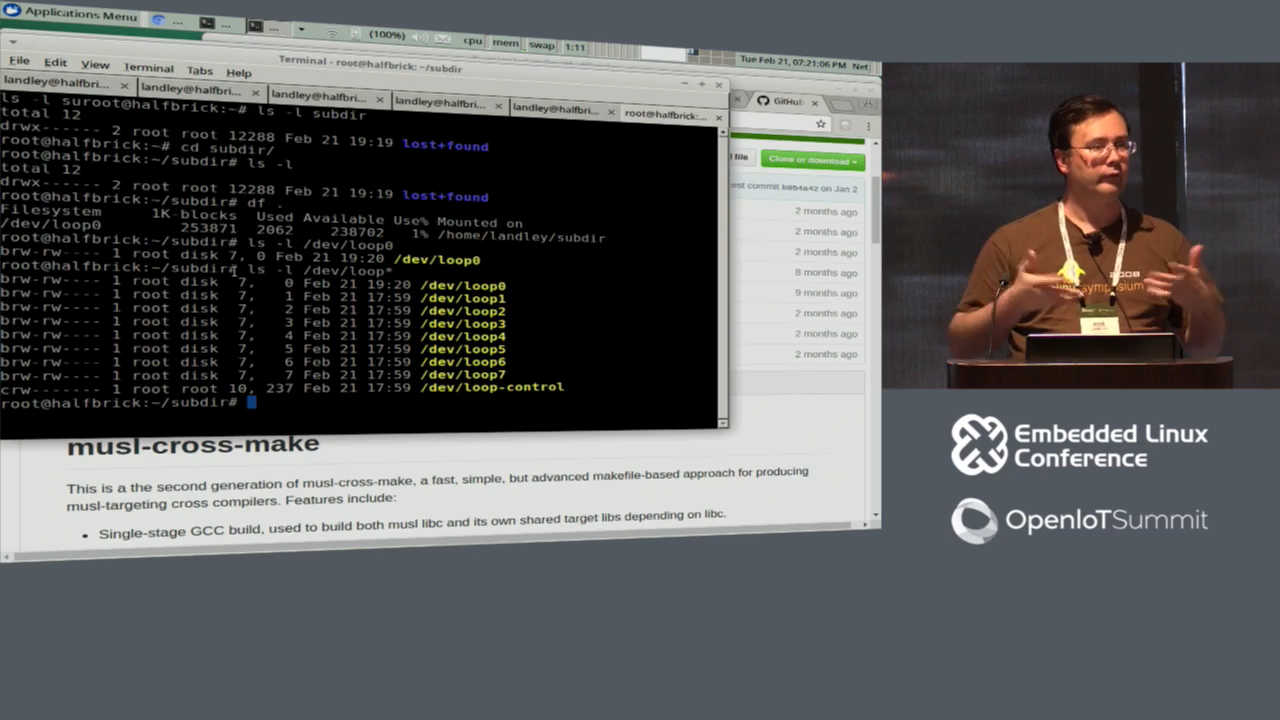 Applications Menu ... ... ... (100%) cpu mem swap 1:11 Tue Feb 21, 07:21:06 PM Net
Terminal - root@halfbrick: ~/subdir
File Edit View Terminal Tabs Help
landley@halfbri... landley@halfbri... landley@halfbri... landley@halfbri... landley@halfbri... root@halfbrick:...
ls -l suroot@halfbrick:~# ls -l subdir
total 12
drwx------ 2 root root 12288 Feb 21 19:19 lost+found
root@halfbrick:~# cd subdir/
root@halfbrick:~/subdir# ls -l
total 12
drwx------ 2 root root 12288 Feb 21 19:19 lost+found
root@halfbrick:~/subdir# df .
Filesystem 1K-blocks Used Available Use% Mounted on
/dev/loop0 253871 2062 238702 1% /home/landley/subdir
root@halfbrick:~/subdir# ls -l /dev/loop0
brw-rw---- 1 root disk 7, 0 Feb 21 19:20 /dev/loop0
root@halfbrick:~/subdir# ls -l /dev/loop*
brw-rw---- 1 root disk 7, 0 Feb 21 19:20 /dev/loop0
brw-rw---- 1 root disk 7, 1 Feb 21 17:59 /dev/loop1
brw-rw---- 1 root disk 7, 2 Feb 21 17:59 /dev/loop2
brw-rw---- 1 root disk 7, 3 Feb 21 17:59 /dev/loop3
brw-rw---- 1 root disk 7, 4 Feb 21 17:59 /dev/loop4
brw-rw---- 1 root disk 7, 5 Feb 21 17:59 /dev/loop5
brw-rw---- 1 root disk 7, 6 Feb 21 17:59 /dev/loop6
brw-rw---- 1 root disk 7, 7 Feb 21 17:59 /dev/loop7
crw------- 1 root root 10, 237 Feb 21 17:59 /dev/loop-control
root@halfbrick:~/subdir#
GitHub
file Clone or download
est commit b854a42 on Jan 2
2 months ago
2 months ago
2 months ago
8 months ago
9 months ago
2 months ago
2 months ago
2 months ago
musl-cross-make
This is a the second generation of musl-cross-make, a fast, simple, but advanced makefile-based approach for producing
musl-targeting cross compilers. Features include:
• Single-stage GCC build, used to build both musl libc and its own shared target libs depending on libc.
2008
symposium
Embedded Linux
Conference
OpenIoTSummit